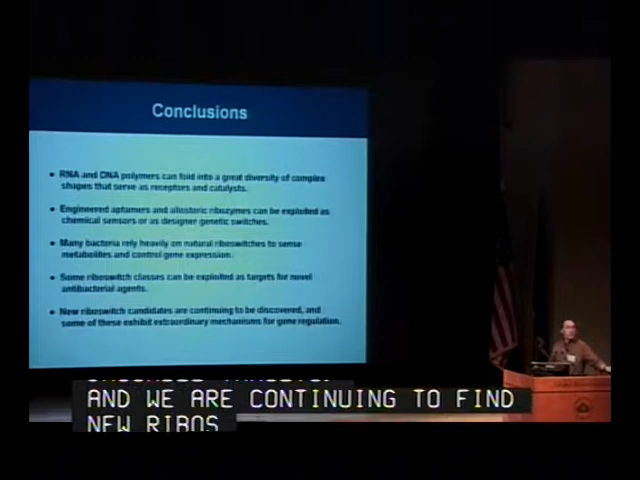 Conclusions
• RNA and DNA polymers can fold into a great diversity of complex
shapes that serve as receptors and catalysts.
• Engineered aptamers and allosteric ribozymes can be exploited as
chemical sensors or as designer genetic switches.
• Many bacteria rely heavily on natural riboswitches to sense
metabolites and control gene expression.
• Some riboswitch classes can be exploited as targets for novel
antibacterial agents.
• New riboswitch candidates are continuing to be discovered, and
some of these exhibit extraordinary mechanisms for gene regulation.
AND WE ARE CONTINUING TO FIND
NEW RIBOS